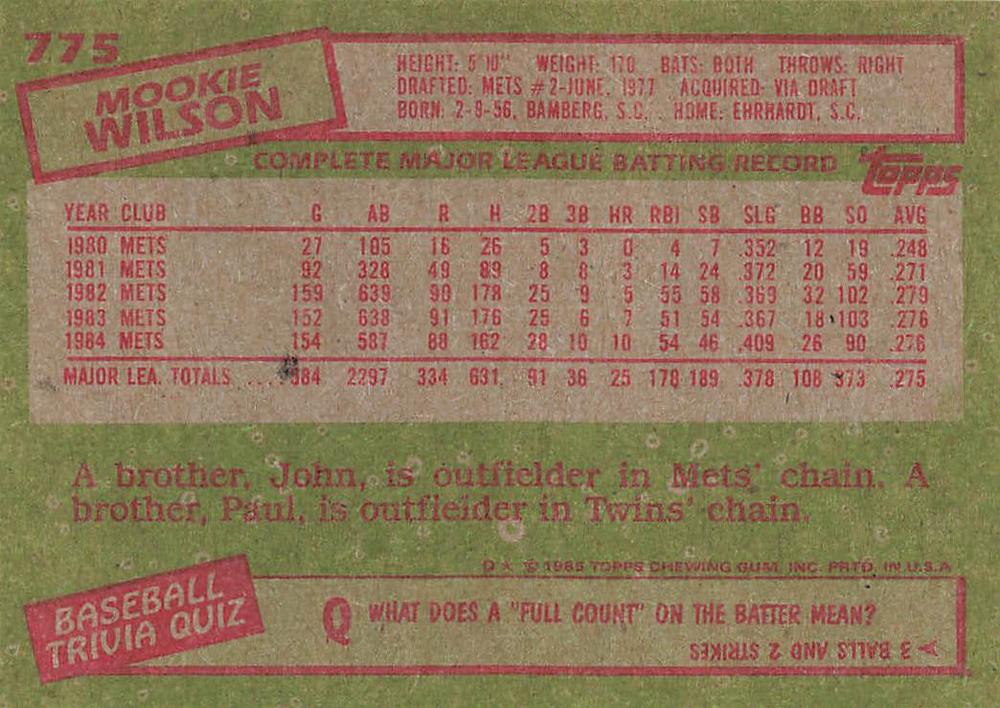 775
MOOKIE
WILSON
HEIGHT: 5'10" WEIGHT: 170 BATS: BOTH THROWS: RIGHT
DRAFTED: METS #2-JUNE, 1977 ACQUIRED: VIA DRAFT
BORN: 2-9-56, BAMBERG, S.C. HOME: EHRHARDT, S.C.
COMPLETE MAJOR LEAGUE BATTING RECORD
topps
YEAR CLUB G AB R H 2B 3B HR RBI SB SLG BB SO AVG
1980 METS 27 105 16 26 5 3 0 4 7 .352 12 19 .248
1981 METS 92 328 49 89 8 8 3 14 24 .372 20 59 .271
1982 METS 159 639 90 178 25 9 5 55 58 .369 32 102 .279
1983 METS 152 638 91 176 25 6 7 51 54 .367 18 103 .276
1984 METS 154 587 88 162 28 10 10 54 46 .409 26 90 .276
MAJOR LEA. TOTALS .... 584 2297 334 631 91 36 25 178 189 .378 108 373 .275
A brother, John, is outfielder in Mets' chain. A
brother, Paul, is outfielder in Twins' chain.
D★ © 1985 TOPPS CHEWING GUM, INC. PRTD. IN U.S.A
BASEBALL
TRIVIA QUIZ
Q WHAT DOES A "FULL COUNT" ON THE BATTER MEAN?
A 3 BALLS AND 2 STRIKES